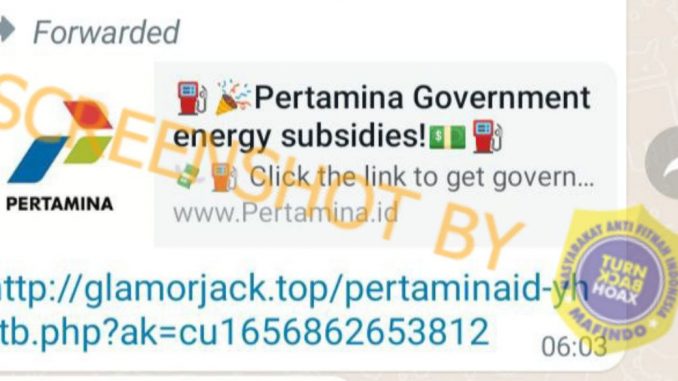 Forwarded
⛽🎉Pertamina Government
energy subsidies!💵⛽
💸⛽ Click the link to get govern...
www.Pertamina.id
PERTAMINA
http://glamorjack.top/pertaminaid-yh
tb.php?ak=cu1656862653812
06:03
SCREENSHOT BY
MASYARAKAT ANTI FITNAH INDONESIA
TURN
BACK
HOAX
MAFINDO